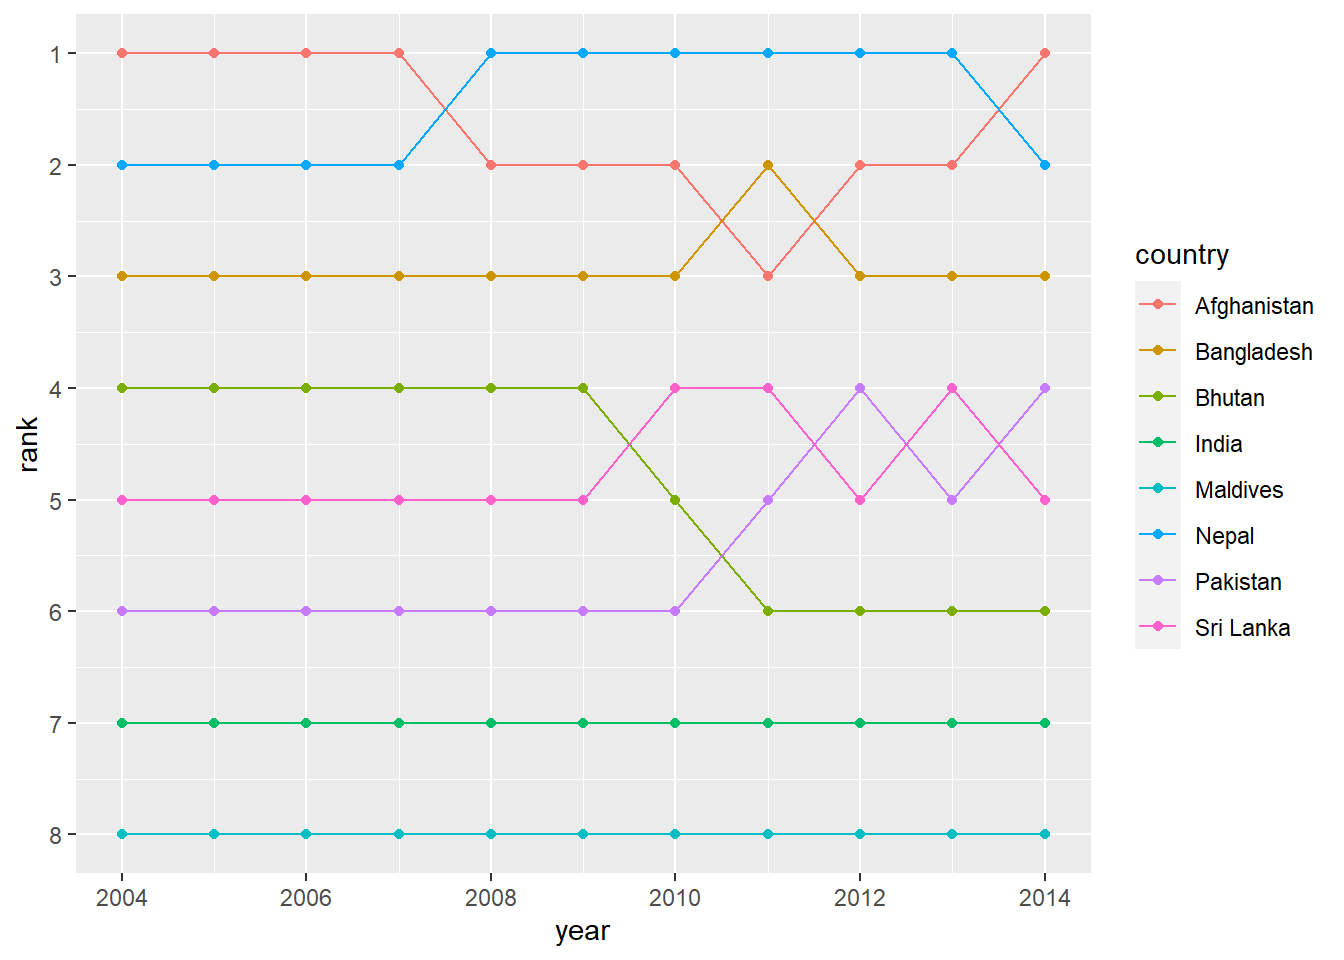 1
2
3
4
5
6
7
8
rank
2004 2006 2008 2010 2012 2014
year
country
Afghanistan
Bangladesh
Bhutan
India
Maldives
Nepal
Pakistan
Sri Lanka